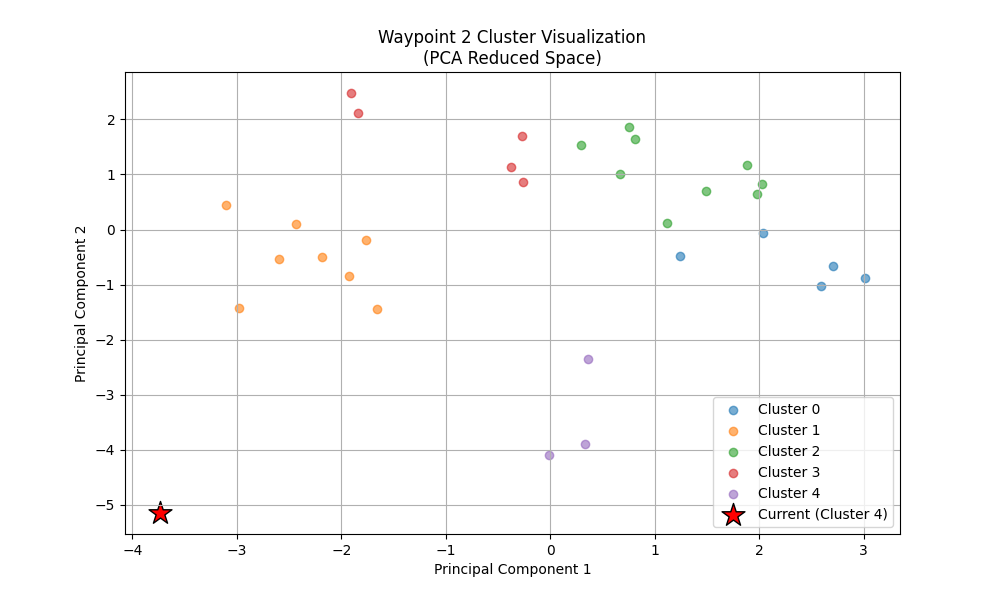 Waypoint 2 Cluster Visualization
(PCA Reduced Space)
Principal Component 2
2
1
0
−1
−2
−3
−4
−5
−4
−3
−2
−1
0
1
2
3
Principal Component 1
Cluster 0
Cluster 1
Cluster 2
Cluster 3
Cluster 4
Current (Cluster 4)